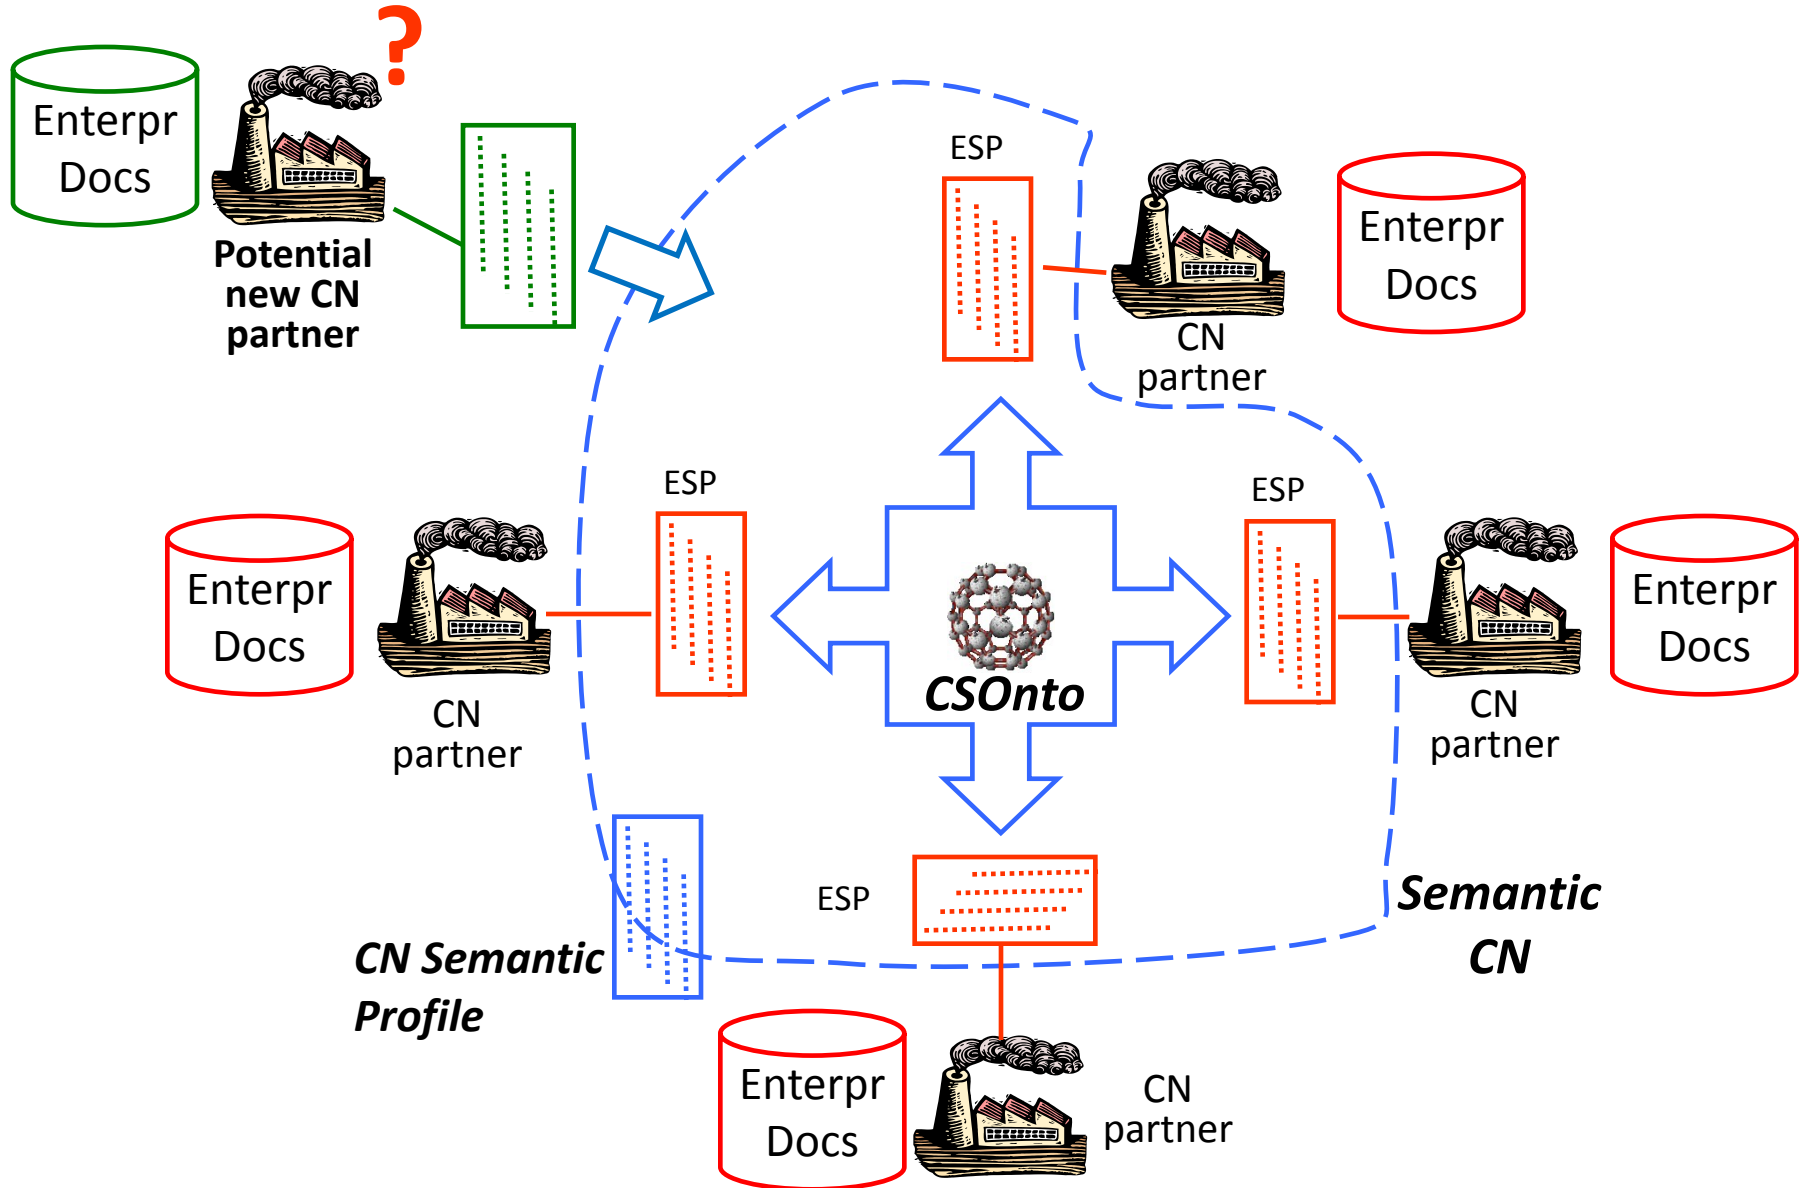 ?
Enterpr
Docs
Potential
new CN
partner
ESP
Enterpr
Docs
CN
partner
ESP
Enterpr
Docs
CN
partner
CSOnto
ESP
Enterpr
Docs
CN
partner
ESP
CN Semantic
Profile
Semantic
CN
Enterpr
Docs
CN
partner